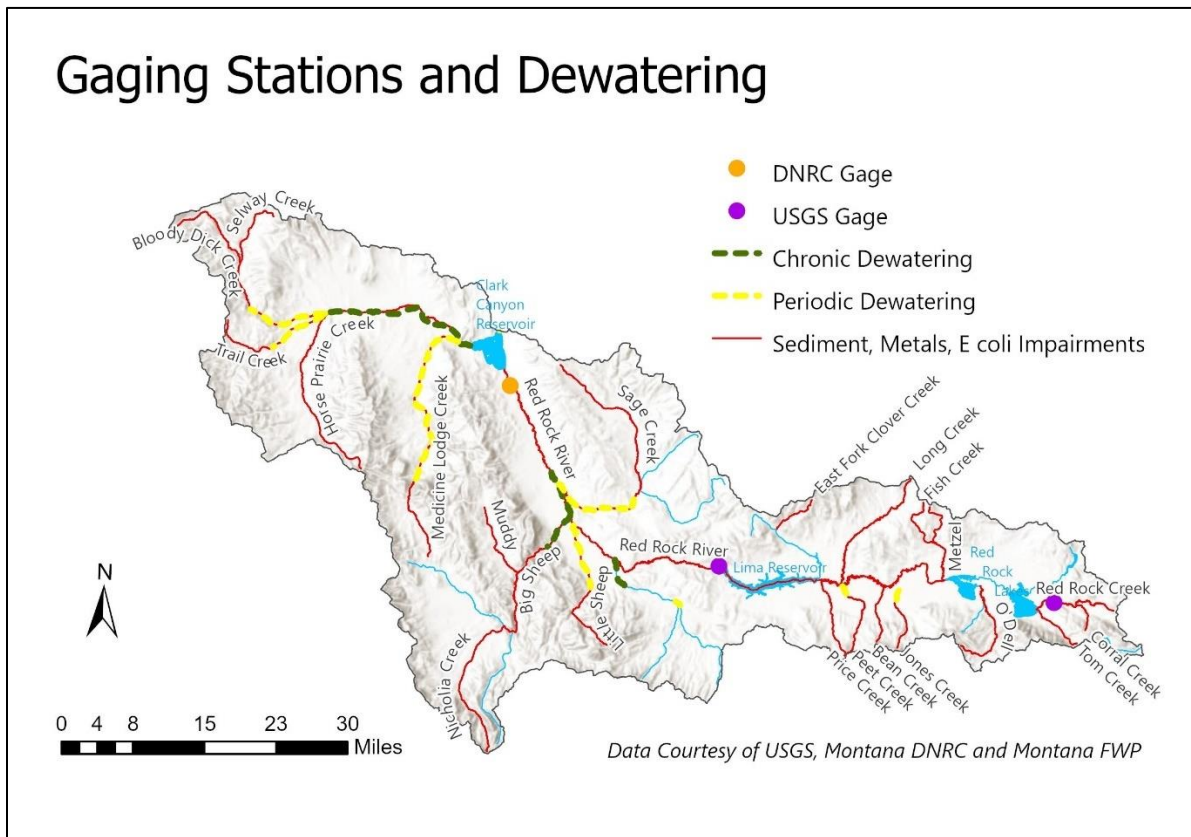 Gaging Stations and Dewatering
DNRC Gage
USGS Gage
Chronic Dewatering
Periodic Dewatering
Sediment, Metals, E coli Impairments
Selway Creek
Bloody Dick Creek
Clark
Canyon
Reservoir
Trail Creek
Horse Prairie Creek
Medicine Lodge Creek
Red Rock River
Sage Creek
East Fork Clover Creek
Long Creek
Fish Creek
Metzel
Muddy
Big Sheep
Little Sheep
Red Rock River
Lima Reservoir
Red
Rock
Lakes
Red Rock Creek
O'Dell
Corral Creek
Tom Creek
Jones Creek
Bean Creek
Peet Creek
Price Creek
Nicholia Creek
N
0 4 8 15 23 30
Miles
Data Courtesy of USGS, Montana DNRC and Montana FWP